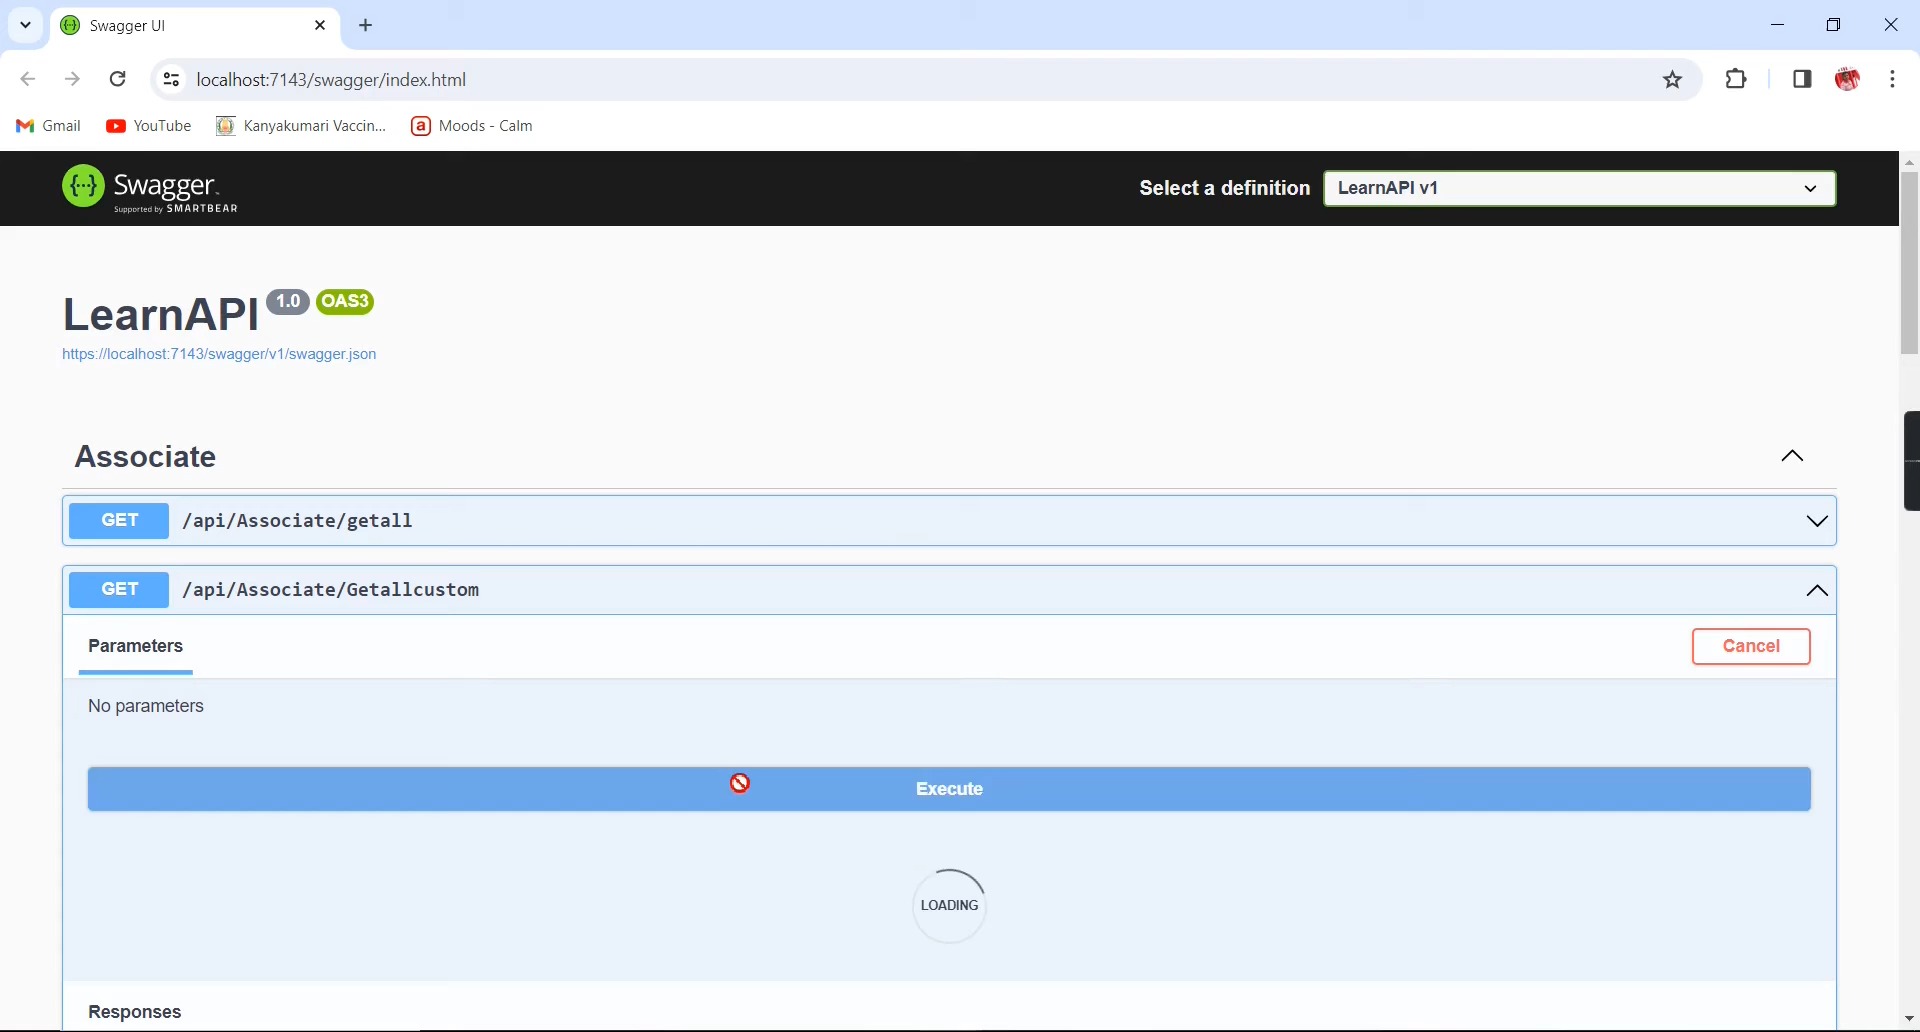 Swagger UI
localhost:7143/swagger/index.html
Gmail
YouTube
Kanyakumari Vaccin...
Moods - Calm
Swagger
Supported by SMARTBEAR
Select a definition
LearnAPI v1
LearnAPI 1.0 OAS3
https://localhost:7143/swagger/v1/swagger.json
Associate
GET /api/Associate/getall
GET /api/Associate/Getallcustom
Parameters
Cancel
No parameters
Execute
LOADING
Responses